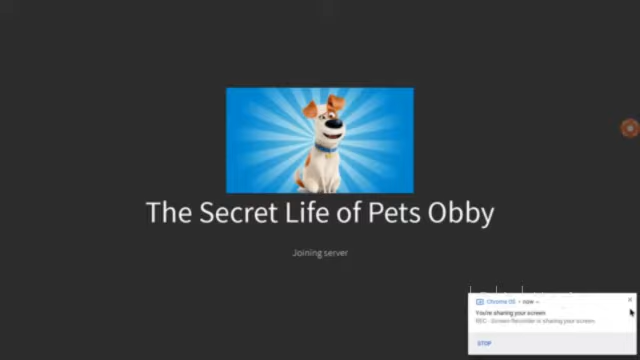 The Secret Life of Pets Obby
Joining server
Chrome OS • now
You're sharing your screen
REC - Screen Recorder is sharing your screen.
STOP